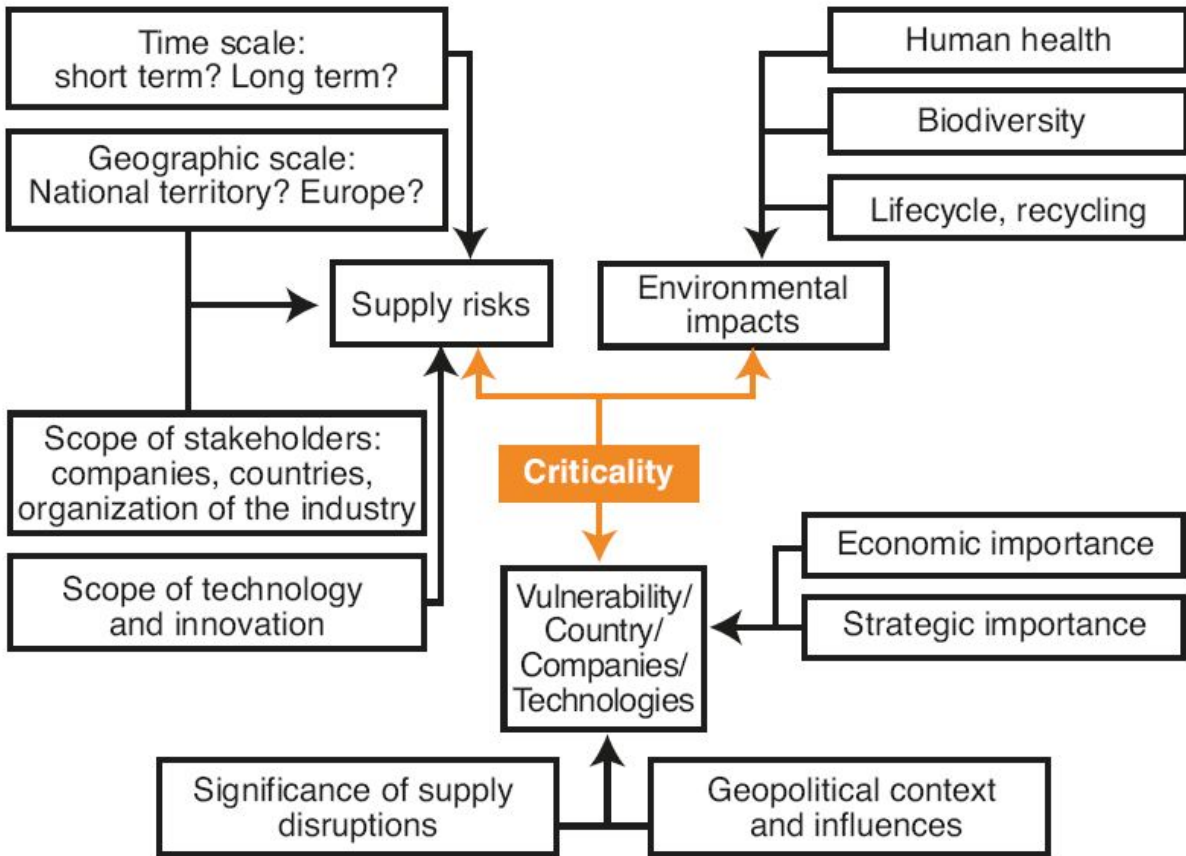 Time scale:
short term? Long term?
Geographic scale:
National territory? Europe?
Supply risks
Scope of stakeholders:
companies, countries,
organization of the industry
Scope of technology
and innovation
Human health
Biodiversity
Lifecycle, recycling
Environmental
impacts
Criticality
Vulnerability/
Country/
Companies/
Technologies
Economic importance
Strategic importance
Significance of supply
disruptions
Geopolitical context
and influences